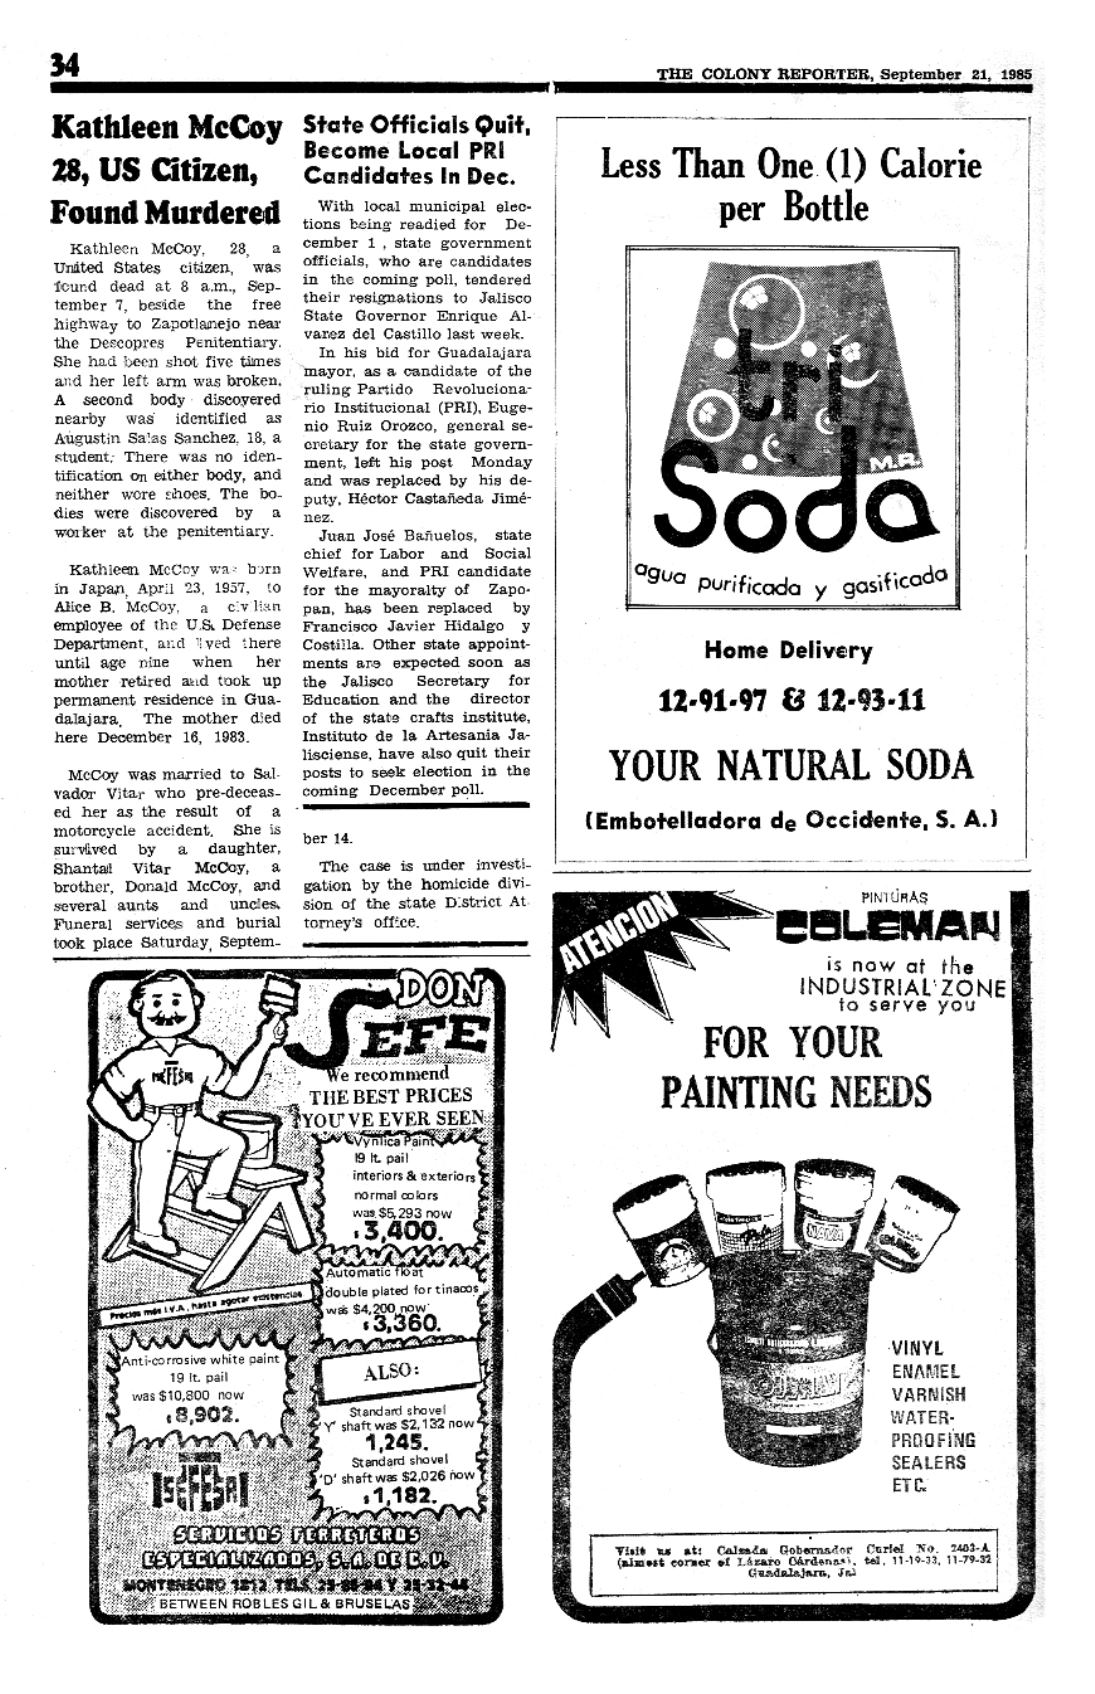 34
THE COLONY REPORTER, September 21, 1985
Kathleen McCoy
28, US Citizen,
Found Murdered
Kathleen McCoy, 28, a
United States citizen, was
found dead at 8 a.m., Sep-
tember 7, beside the free
highway to Zapotlanejo near
the Descopres Penitentiary.
She had been shot five times
and her left arm was broken.
A second body discoyered
nearby was identified as
Augustin Salas Sanchez, 18, a
student. There was no iden-
tification on either body, and
neither wore shoes. The bo-
dies were discovered by a
worker at the penitentiary.
Kathleen McCoy was born
in Japan, April 23, 1957, to
Alice B. McCoy, a civilian
employee of the U.S. Defense
Department, and lived there
until age nine when her
mother retired and took up
permanent residence in Gua-
dalajara. The mother died
here December 16, 1983.
McCoy was married to Sal-
vador Vitar who pre-deceas-
ed her as the result of a
motorcycle accident. She is
survived by a daughter,
Shantal Vitar McCoy, a
brother, Donald McCoy, and
several aunts and uncles.
Funeral services and burial
took place Saturday, Septem-
ber 14.
The case is under investi-
gation by the homicide divi-
sion of the state District At
torney's office.
State Officials Quit,
Become Local PRI
Candidates In Dec.
With local municipal elec-
tions being readied for De-
cember 1 , state government
officials, who are candidates
in the coming poll, tendered
their resignations to Jalisco
State Governor Enrique Al-
varez del Castillo last week.
In his bid for Guadalajara
mayor, as a candidate of the
ruling Partido Revoluciona-
rio Institucional (PRI), Euge-
nio Ruiz Orozco, general se-
cretary for the state govern-
ment, left his post Monday
and was replaced by his de-
puty, Héctor Castañeda Jimé-
nez.
Juan José Bañuelos, state
chief for Labor and Social
Welfare, and PRI candidate
for the mayoralty of Zapo-
pan, has been replaced by
Francisco Javier Hidalgo y
Costilla. Other state appoint-
ments are expected soon as
the Jalisco Secretary for
Education and the director
of the state crafts institute,
Instituto de la Artesania Ja-
lisciense, have also quit their
posts to seek election in the
coming December poll.
Less Than One (1) Calorie
per Bottle
Soda
M.R.
agua purificada y gasificada
Home Delivery
12-91-97 & 12-93-11
YOUR NATURAL SODA
(Embotelladora de Occidente, S. A.)
DON
SEFE
SEFESA
We recommend
THE BEST PRICES
YOU'VE EVER SEEN
Vynlica Paint
19 lt. pail
interiors & exteriors
normal colors
was $5,293 now
$3,400.
Automatic float
double plated for tinacos
was $4,200 now
$3,360.
Precios más I.V.A. hasta agotar existencias
Anti-corrosive white paint
19 lt. pail
was $10,800 now
$8,902.
ALSO:
Standard shovel
'Y' shaft was $2,132 now
1,245.
Standard shovel
'D' shaft was $2,026 now
$1,182.
SEFESA
SERVICIOS FERRETEROS
ESPECIALIZADOS, S.A. DE C.V.
MONTENEGRO 1812 TELS.
BETWEEN ROBLES GIL & BRUSELAS
ATENCION
PINTURAS
COLEMAN
is now at the
INDUSTRIAL ZONE
to serve you
FOR YOUR
PAINTING NEEDS
VINYL
ENAMEL
VARNISH
WATER-
PROOFING
SEALERS
ETC.
Visit us at: Calzada Gobernador Curiel No. 2403-A
(almost corner of Lázaro Cárdenas), tel. 11-19-33, 11-79-32
Guadalajara, Jal